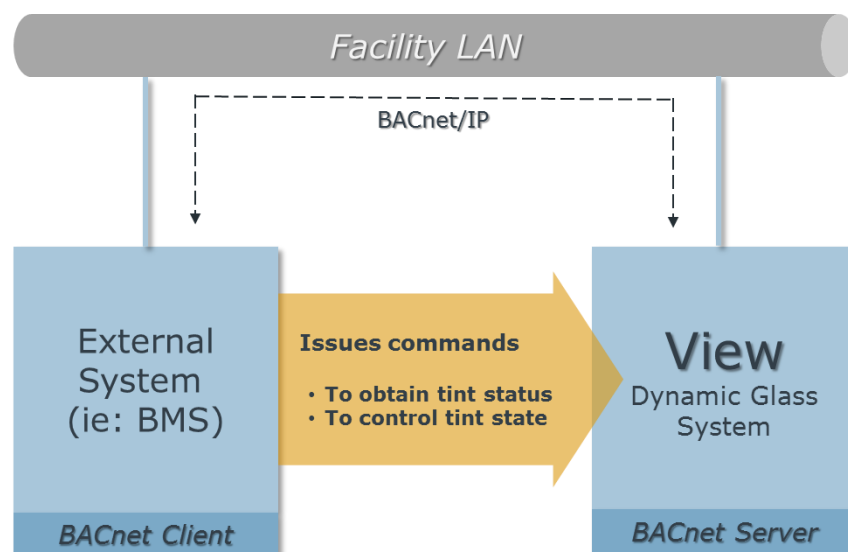 Facility LAN
BACnet/IP
External
System
(ie: BMS)
Issues commands
• To obtain tint status
• To control tint state
View
Dynamic Glass
System
BACnet Client
BACnet Server